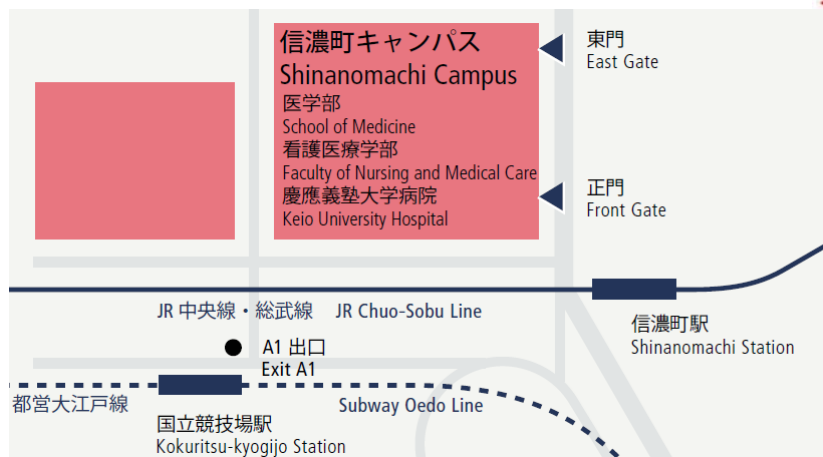 信濃町キャンパス
Shinanomachi Campus
医学部
School of Medicine
看護医療学部
Faculty of Nursing and Medical Care
慶應義塾大学病院
Keio University Hospital
東門
East Gate
正門
Front Gate
JR 中央線・総武線 JR Chuo-Sobu Line
信濃町駅
Shinanomachi Station
A1 出口
Exit A1
都営大江戸線
Subway Oedo Line
国立競技場駅
Kokuritsu-kyogijo Station